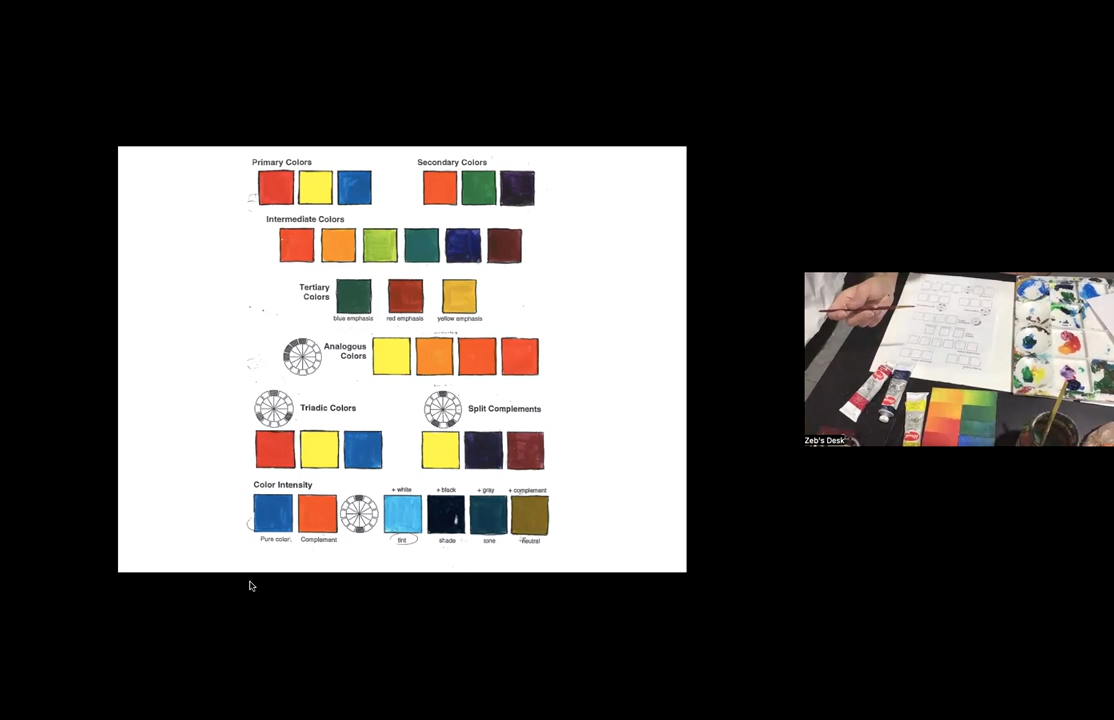 Primary Colors
Secondary Colors
Intermediate Colors
Tertiary
Colors
blue emphasis
red emphasis
yellow emphasis
Analogous
Colors
Triadic Colors
Split Complements
Color Intensity
+ white
+ black
+ gray
+ complement
Pure color.
Complement
tint
shade
tone
neutral
Zeb's Desk